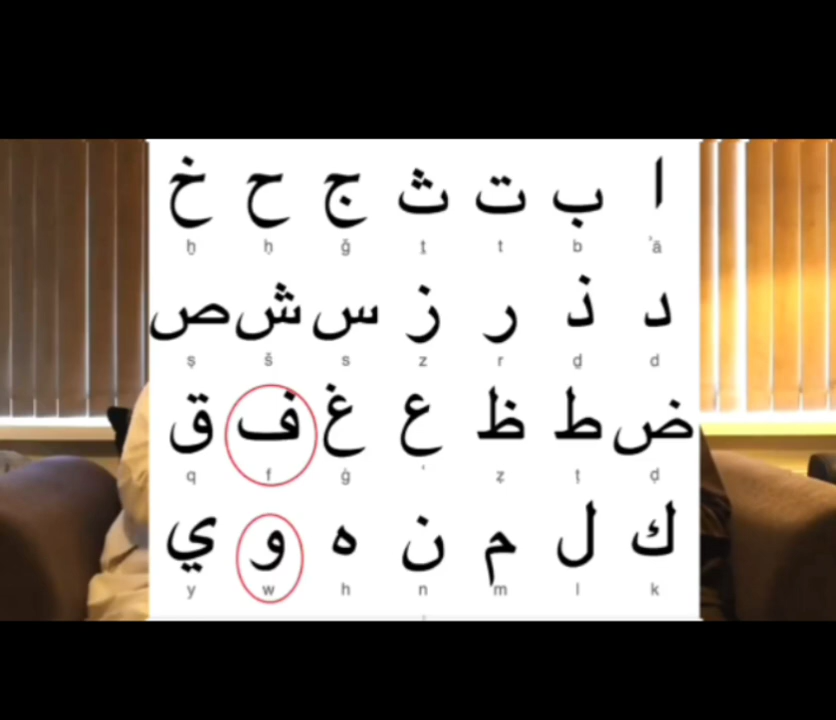 ا ب ت ث ج ح خ
ʾā b t ṯ ǧ ḥ ḫ
د ذ ر ز س ش ص
d ḏ r z s š ṣ
ض ط ظ ع غ ف ق
ḍ ṭ ẓ ʿ ġ f q
ك ل م ن ه و ي
k l m n h w y